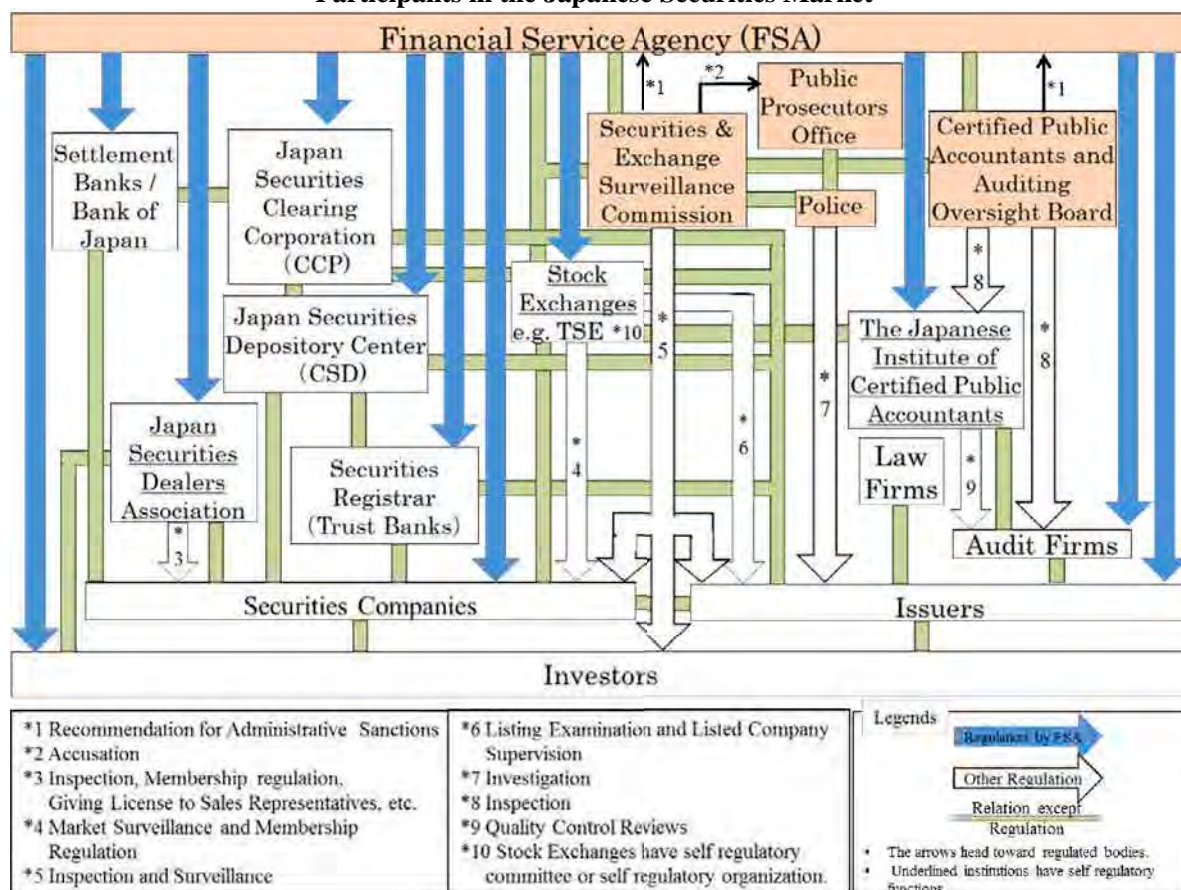 Participants in the Japanese Securities Market
Financial Service Agency (FSA)
*1
*2
Public
Prosecutors
Office
*1
Settlement
Banks /
Bank of
Japan
Japan
Securities
Clearing
Corporation
(CCP)
Securities &
Exchange
Surveillance
Commission
Police
Certified Public
Accountants and
Auditing
Oversight Board
Stock
Exchanges
e.g. TSE *10
*
5
*
8
*
8
Japan Securities
Depository Center
(CSD)
The Japanese
Institute of
Certified Public
Accountants
*
7
Japan
Securities
Dealers
Association
*
3
Securities
Registrar
(Trust Banks)
*
4
*
6
Law
Firms
*
9
Audit Firms
Securities Companies
Issuers
Investors
*1 Recommendation for Administrative Sanctions
*2 Accusation
*3 Inspection, Membership regulation,
Giving License to Sales Representatives, etc.
*4 Market Surveillance and Membership
Regulation
*5 Inspection and Surveillance
*6 Listing Examination and Listed Company
Supervision
*7 Investigation
*8 Inspection
*9 Quality Control Reviews
*10 Stock Exchanges have self regulatory
committee or self regulatory organization.
Legends
Regulation by FSA
Other Regulation
Relation except
Regulation
• The arrows head toward regulated bodies.
• Underlined institutions have self regulatory
functions